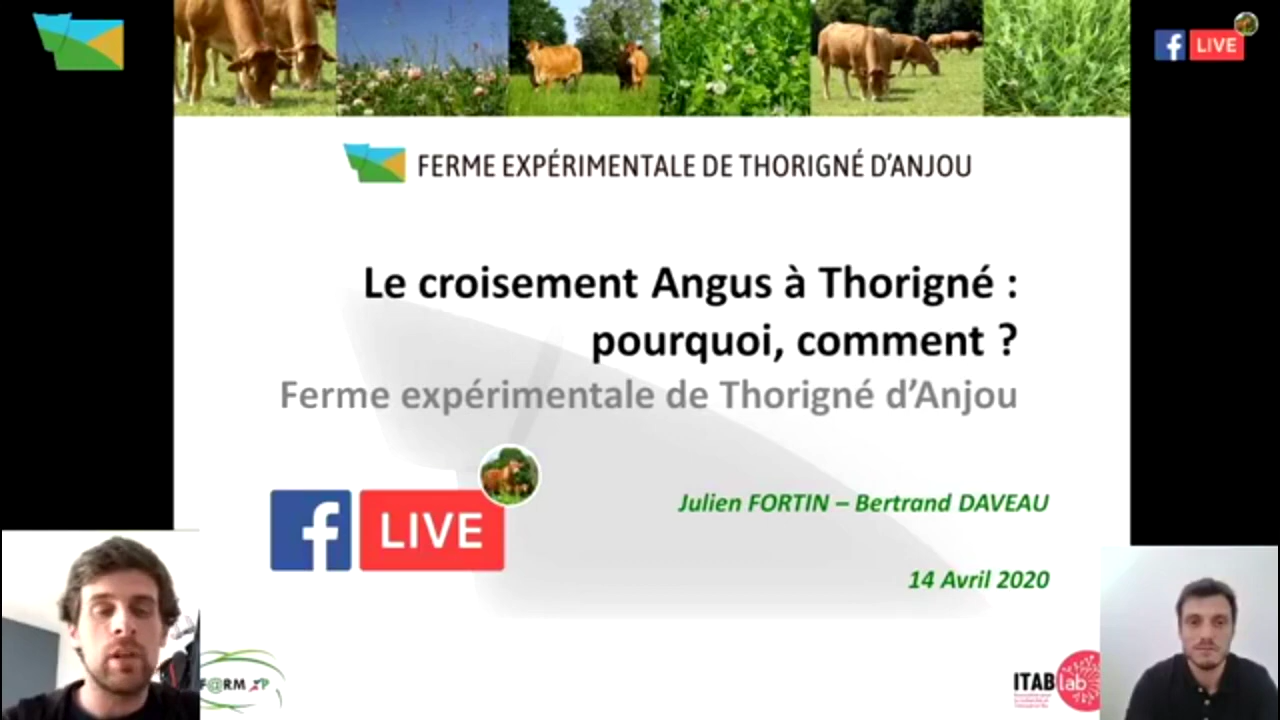 f LIVE
FERME EXPÉRIMENTALE DE THORIGNÉ D'ANJOU
Le croisement Angus à Thorigné :
pourquoi, comment ?
Ferme expérimentale de Thorigné d'Anjou
f LIVE
Julien FORTIN – Bertrand DAVEAU
14 Avril 2020
F@RM XP
ITAB lab